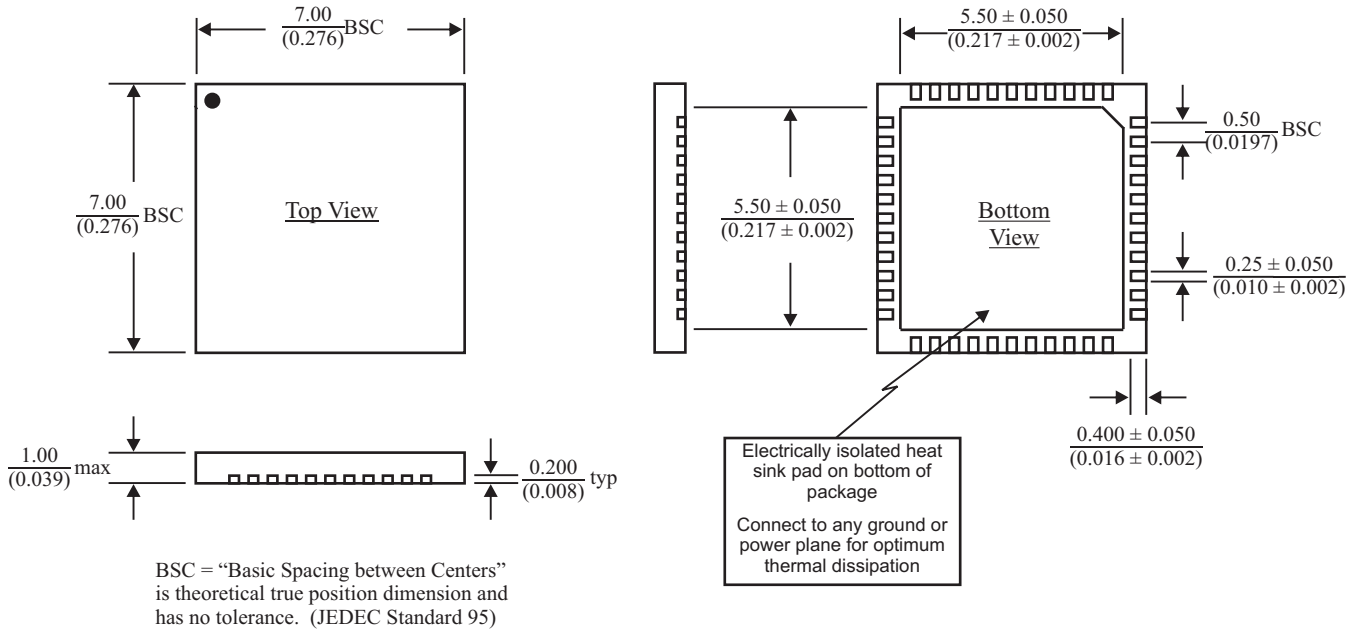 7.00
(0.276)
BSC
7.00
(0.276)
BSC
Top View
5.50 ± 0.050
(0.217 ± 0.002)
5.50 ± 0.050
(0.217 ± 0.002)
Bottom
View
0.50
(0.0197)
BSC
0.25 ± 0.050
(0.010 ± 0.002)
0.400 ± 0.050
(0.016 ± 0.002)
1.00
(0.039)
max
0.200
(0.008)
typ
Electrically isolated heat
sink pad on bottom of
package
Connect to any ground or
power plane for optimum
thermal dissipation
BSC = “Basic Spacing between Centers”
is theoretical true position dimension and
has no tolerance. (JEDEC Standard 95)